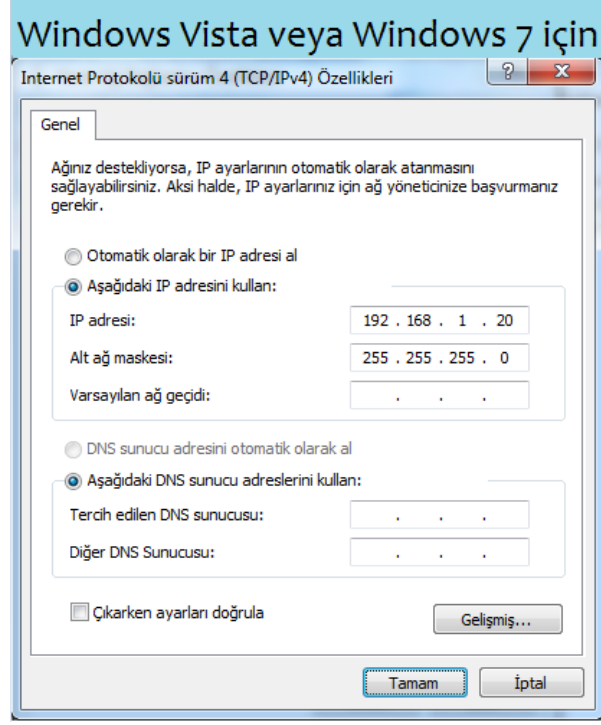 Windows Vista veya Windows 7 için
Internet Protokolü sürüm 4 (TCP/IPv4) Özellikleri
Genel
Ağınız destekliyorsa, IP ayarlarının otomatik olarak atanmasını
sağlayabilirsiniz. Aksi halde, IP ayarlarınız için ağ yöneticinize başvurmanız
gerekir.
Otomatik olarak bir IP adresi al
Aşağıdaki IP adresini kullan:
IP adresi: 192 . 168 . 1 . 20
Alt ağ maskesi: 255 . 255 . 255 . 0
Varsayılan ağ geçidi: . . .
DNS sunucu adresini otomatik olarak al
Aşağıdaki DNS sunucu adreslerini kullan:
Tercih edilen DNS sunucusu: . . .
Diğer DNS Sunucusu: . . .
Çıkarken ayarları doğrula
Gelişmiş...
Tamam İptal